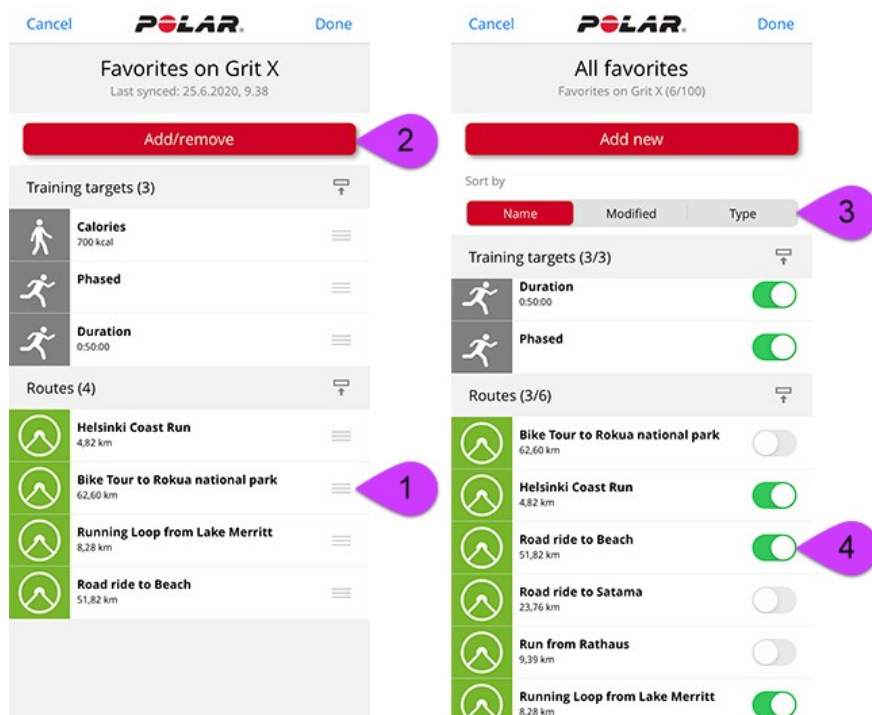 Cancel
POLAR.
Done
Favorites on Grit X
Last synced: 25.6.2020, 9.38
Add/remove
2
Training targets (3)
Calories
700 kcal
Phased
Duration
0:50:00
Routes (4)
Helsinki Coast Run
4,82 km
Bike Tour to Rokua national park
62,60 km
1
Running Loop from Lake Merritt
8,28 km
Road ride to Beach
51,82 km
Cancel
POLAR.
Done
All favorites
Favorites on Grit X (6/100)
Add new
Sort by
Name
Modified
Type
3
Training targets (3/3)
Duration
0:50:00
Phased
Routes (3/6)
Bike Tour to Rokua national park
62,60 km
Helsinki Coast Run
4,82 km
Road ride to Beach
51,82 km
4
Road ride to Satama
23,76 km
Run from Rathaus
9,39 km
Running Loop from Lake Merritt
8,28 km